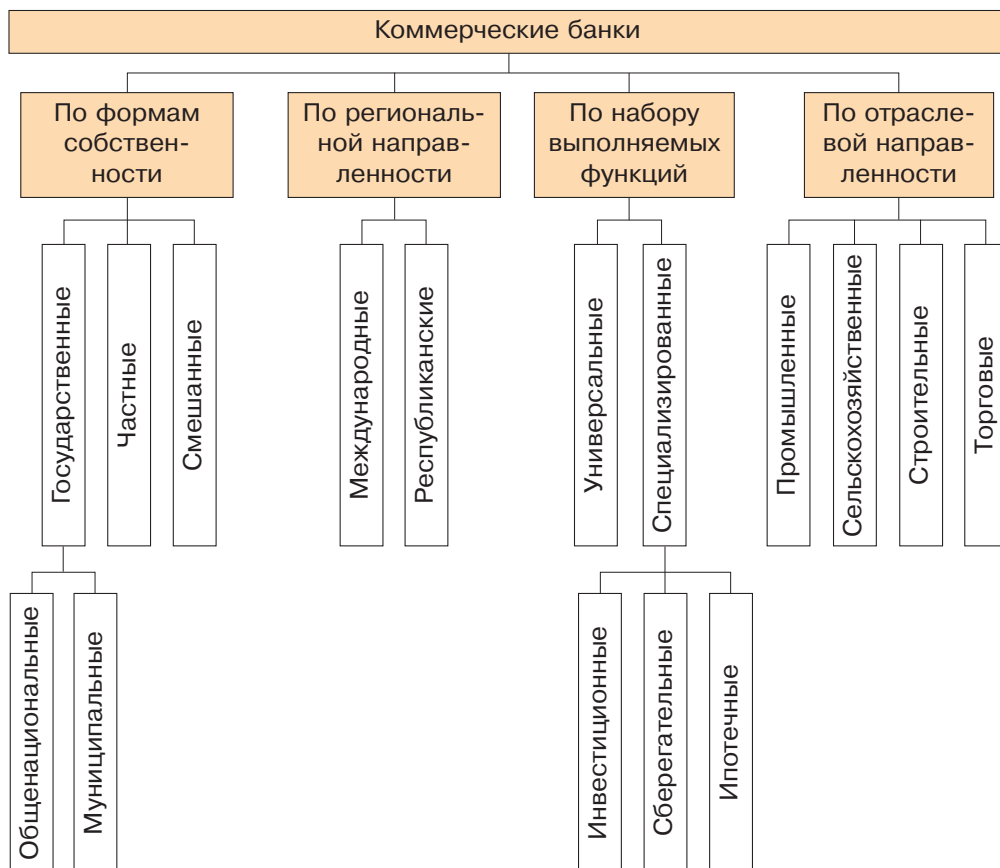 Коммерческие банки
По формам
собствен-
ности
По региональ-
ной направ-
ленности
По набору
выполняемых
функций
По отрасле-
вой направ-
ленности
Государственные
Частные
Смешанные
Международные
Республиканские
Универсальные
Специализированные
Промышленные
Сельскохозяйственные
Строительные
Торговые
Общенациональные
Муниципальные
Инвестиционные
Сберегательные
Ипотечные